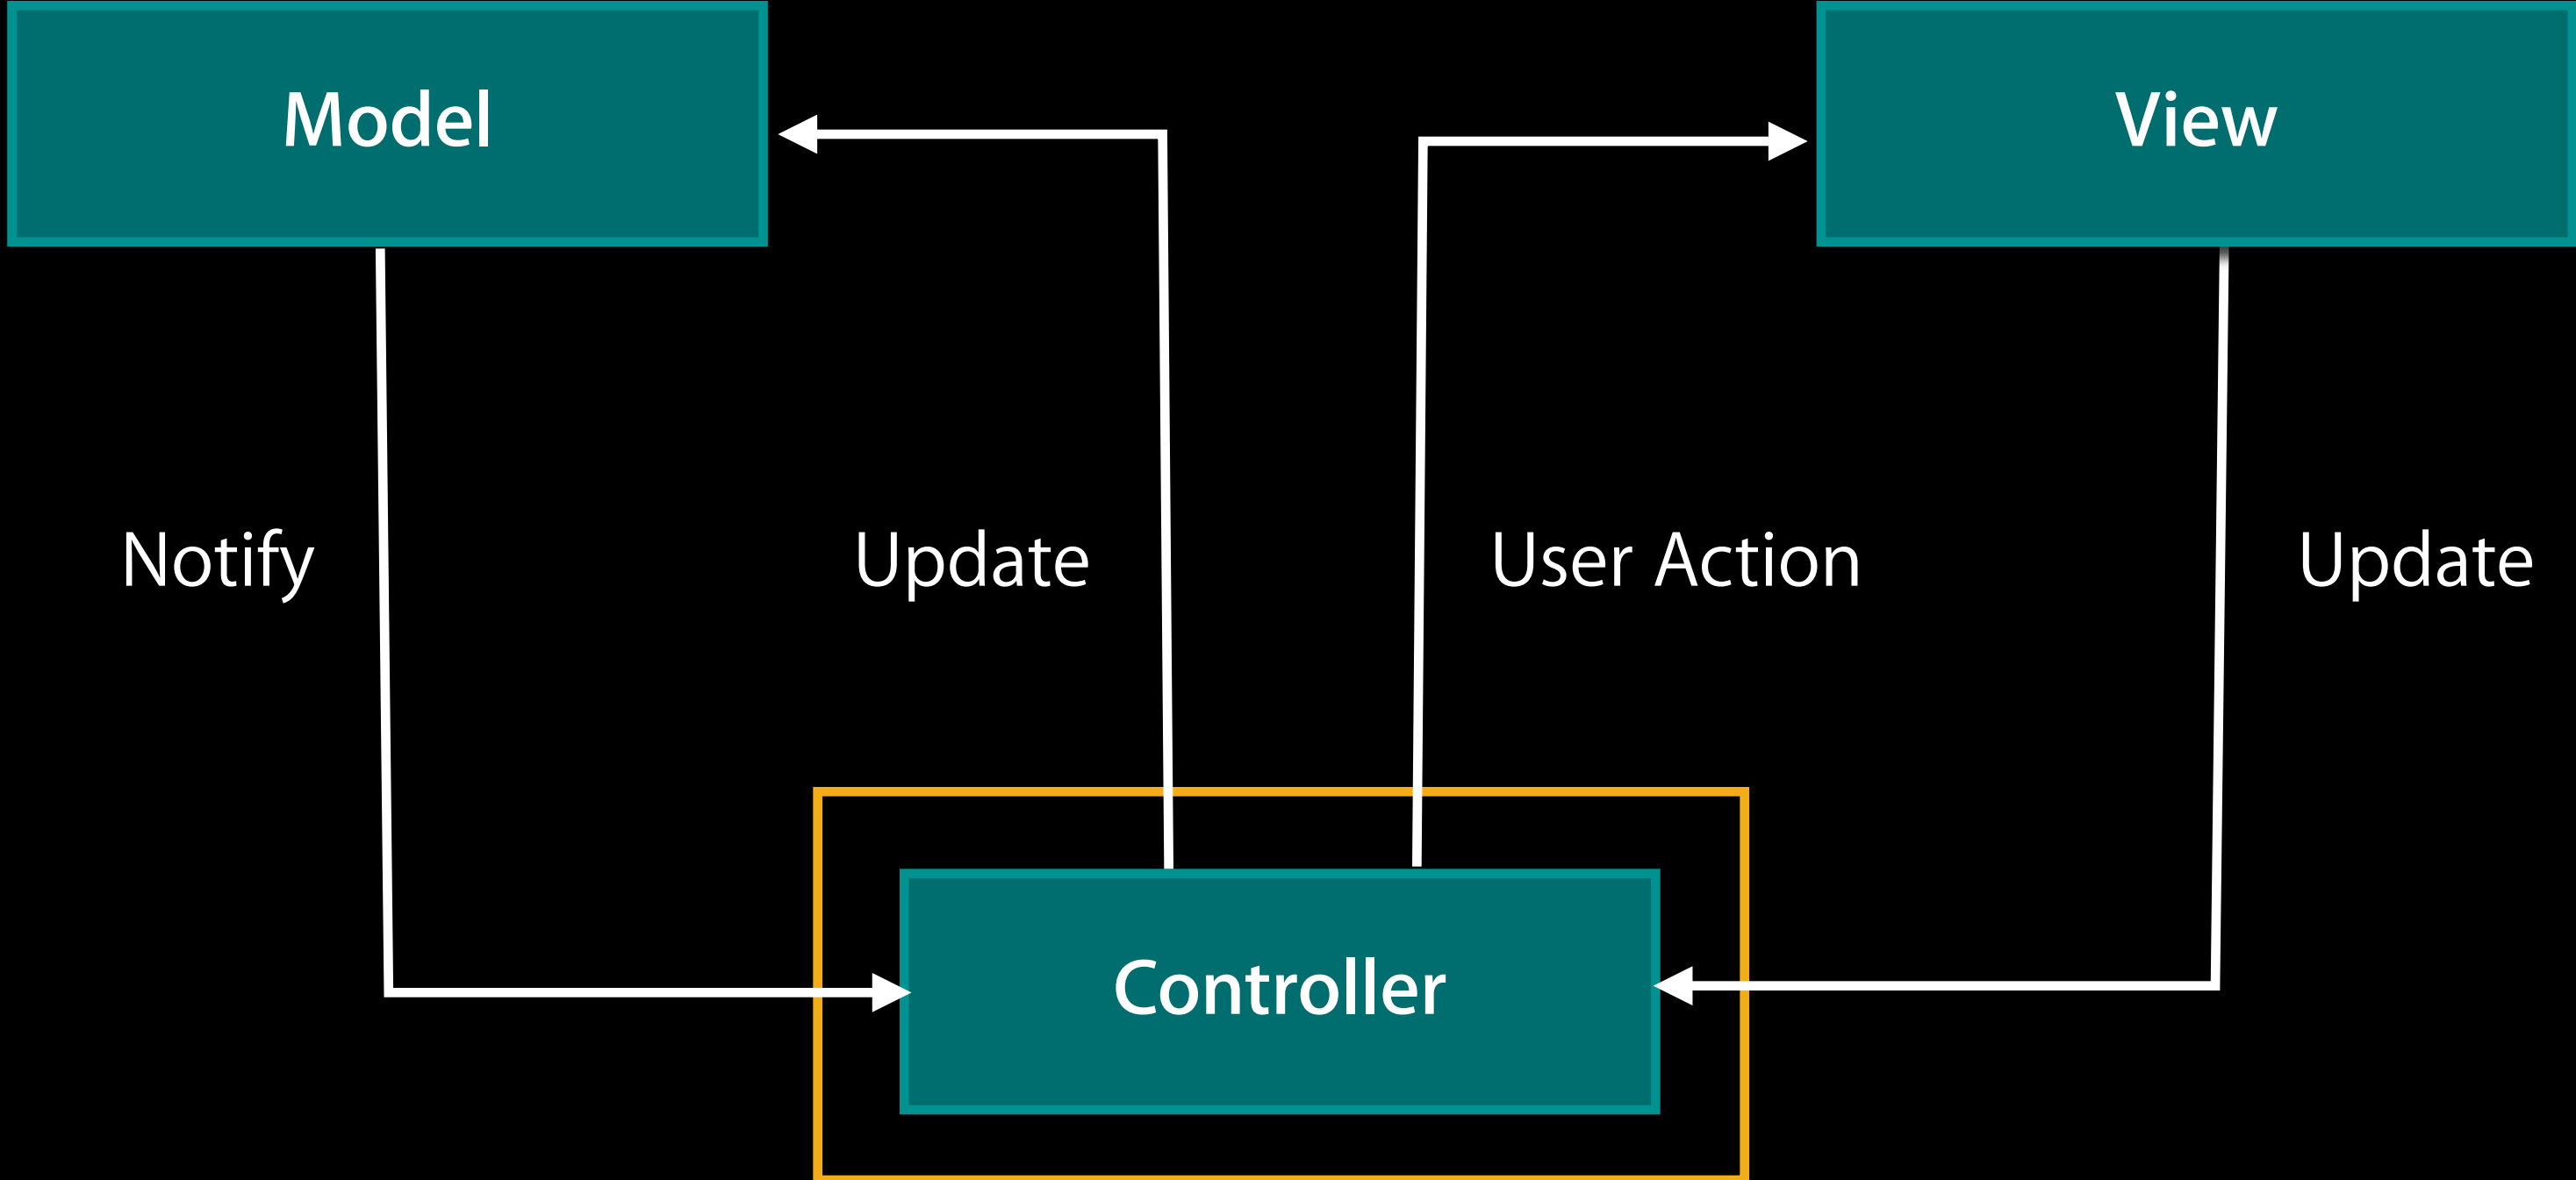 Model
View
Notify
Update
User Action
Update
Controller